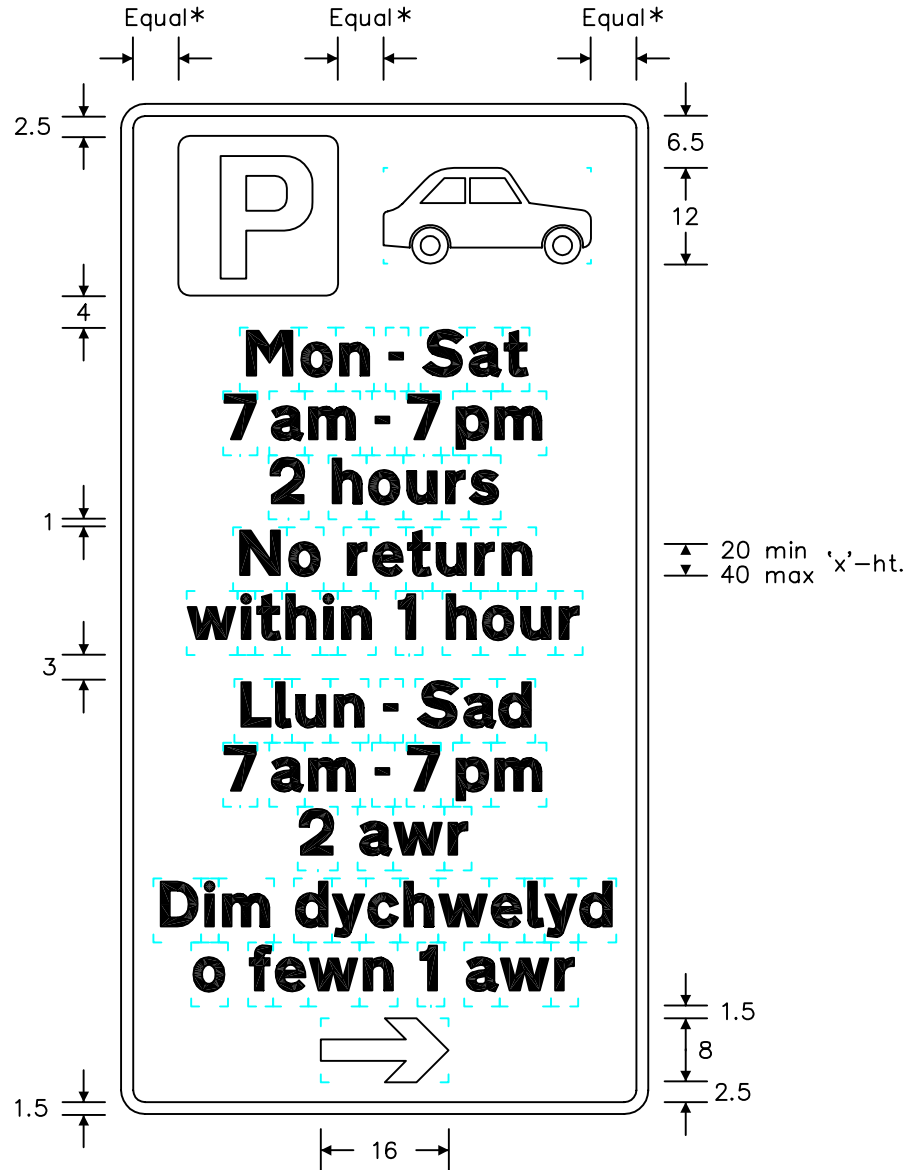 Equal* Equal* Equal*
2.5
6.5
P
12
4
Mon - Sat
7 am - 7 pm
2 hours
1
No return
20 min
40 max
'x'-ht.
within 1 hour
3
Llun - Sad
7 am - 7 pm
2 awr
Dim dychwelyd
o fewn 1 awr
1.5
8
2.5
1.5
16